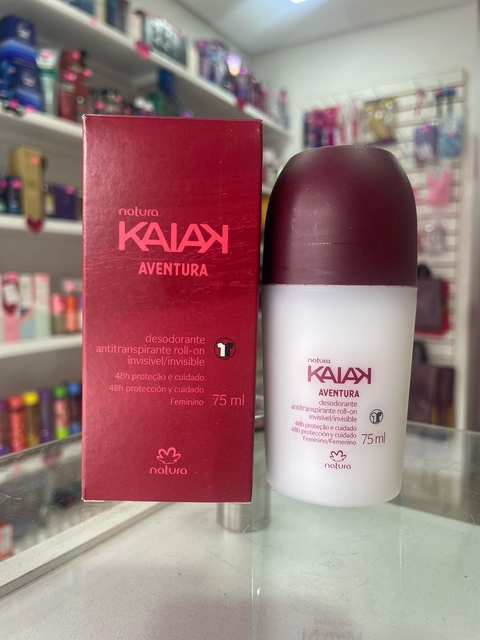 natura
KAIAK
AVENTURA
desodorante
antitranspirante roll-on
invisível/invisible
48h proteção e cuidado
48h protección y cuidado
Feminino 75 ml
natura
natura
KAIAK
AVENTURA
desodorante
antitranspirante roll-on
invisível/invisible
48h proteção e cuidado
48h protección y cuidado
Feminino/Femenino 75 ml
natura